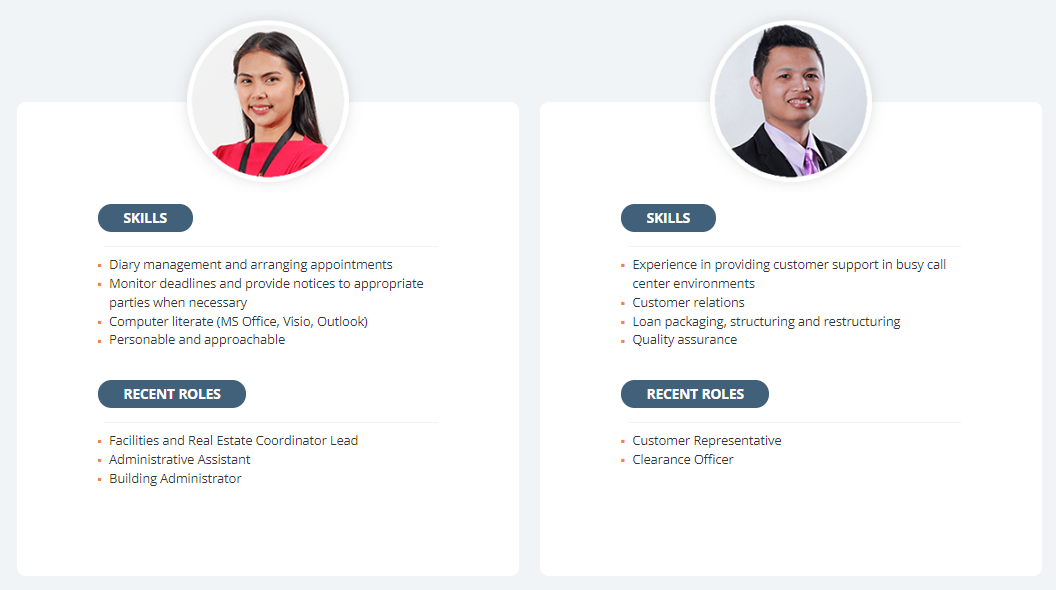 SKILLS
Diary management and arranging appointments
Monitor deadlines and provide notices to appropriate
parties when necessary
Computer literate (MS Office, Visio, Outlook)
Personable and approachable
RECENT ROLES
Facilities and Real Estate Coordinator Lead
Administrative Assistant
Building Administrator
SKILLS
Experience in providing customer support in busy call
center environments
Customer relations
Loan packaging, structuring and restructuring
Quality assurance
RECENT ROLES
Customer Representative
Clearance Officer